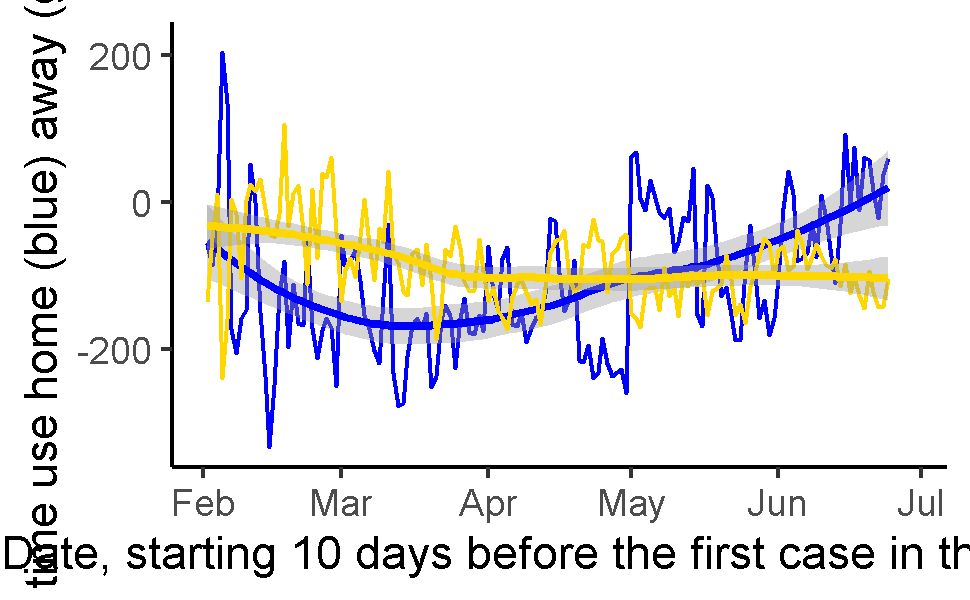 time use home (blue) away (
200
0
-200
Feb Mar Apr May Jun Jul
Date, starting 10 days before the first case in th